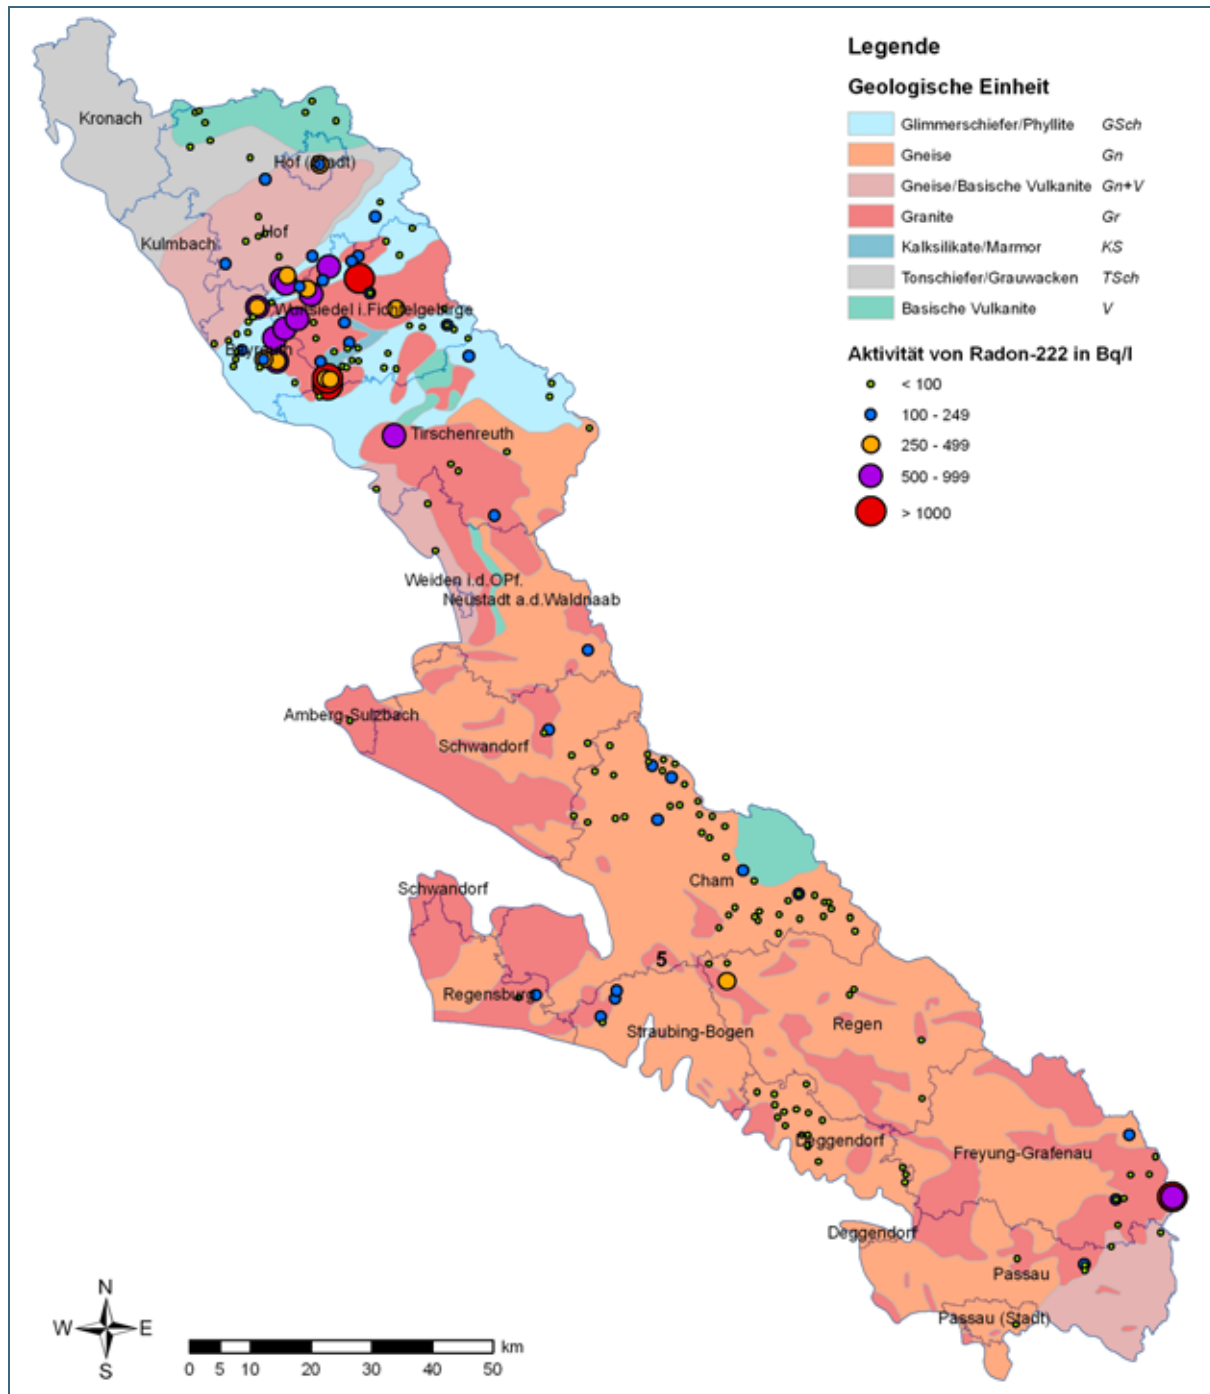 Legende
Geologische Einheit
Glimmerschiefer/Phyllite GSch
Gneise Gn
Gneise/Basische Vulkanite Gn+V
Granite Gr
Kalksilikate/Marmor KS
Tonschiefer/Grauwacken TSch
Basische Vulkanite V
Aktivität von Radon-222 in Bq/l
< 100
100 - 249
250 - 499
500 - 999
> 1000
Kronach
Hof (Stadt)
Hof
Kulmbach
Wunsiedel i.Fichtelgebirge
Bayreuth
Tirschenreuth
Weiden i.d.OPf.
Neustadt a.d.Waldnaab
Amberg-Sulzbach
Schwandorf
Cham
Schwandorf
5
Regensburg
Straubing-Bogen
Regen
Deggendorf
Freyung-Grafenau
Deggendorf
Passau
Passau (Stadt)
N
W E
S
km
0 5 10 20 30 40 50